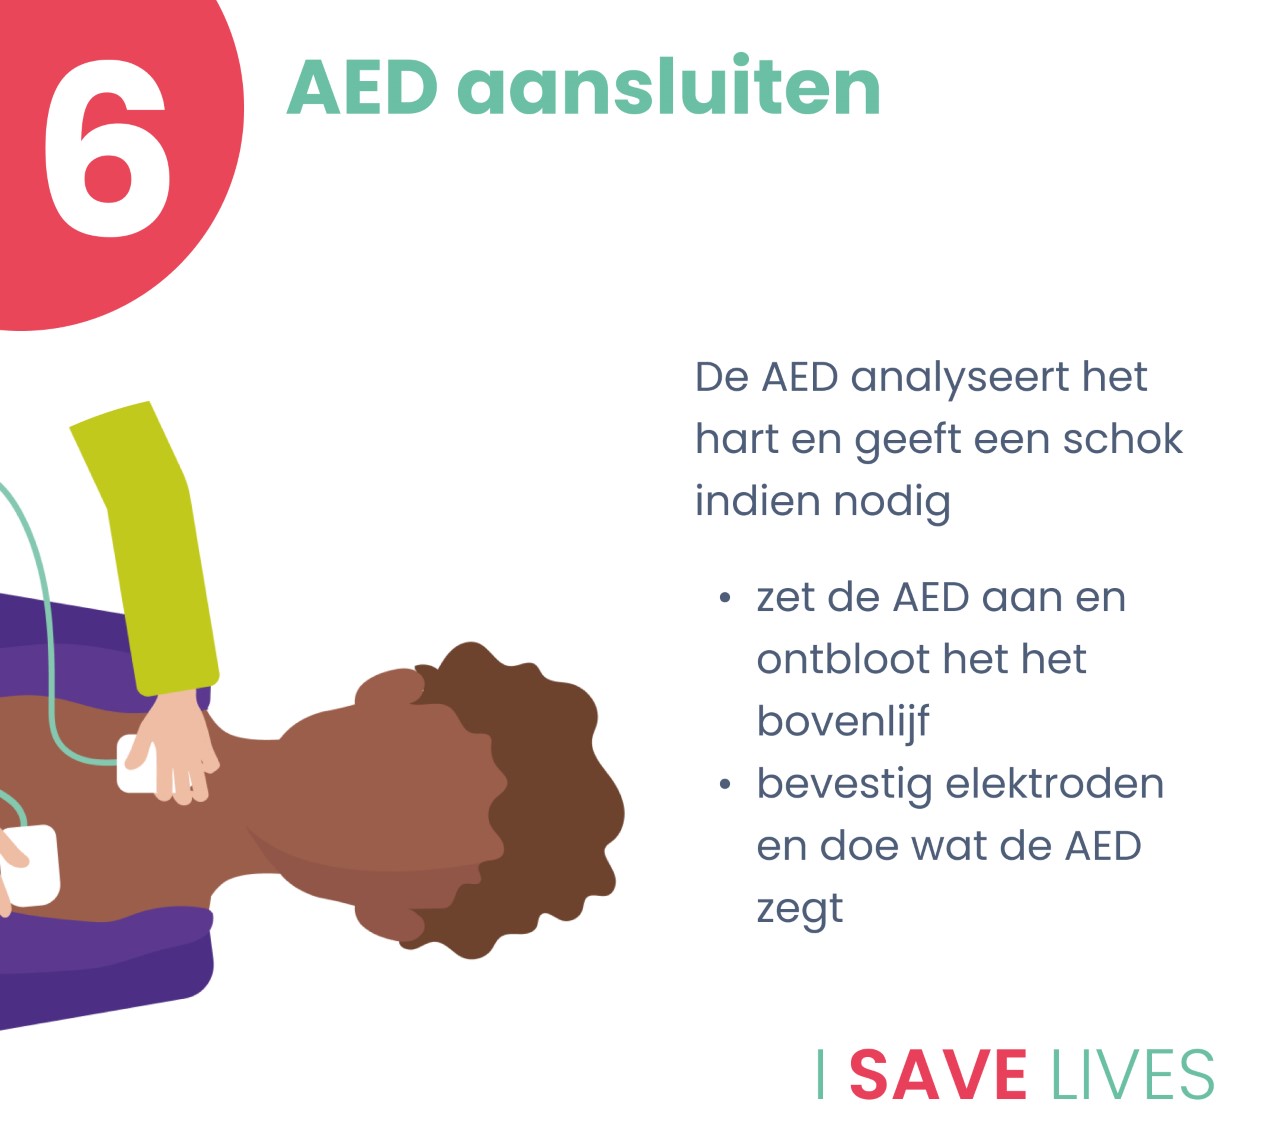 6
AED aansluiten
De AED analyseert het
hart en geeft een schok
indien nodig
• zet de AED aan en
ontbloot het het
bovenlijf
• bevestig elektroden
en doe wat de AED
zegt
I SAVE LIVES